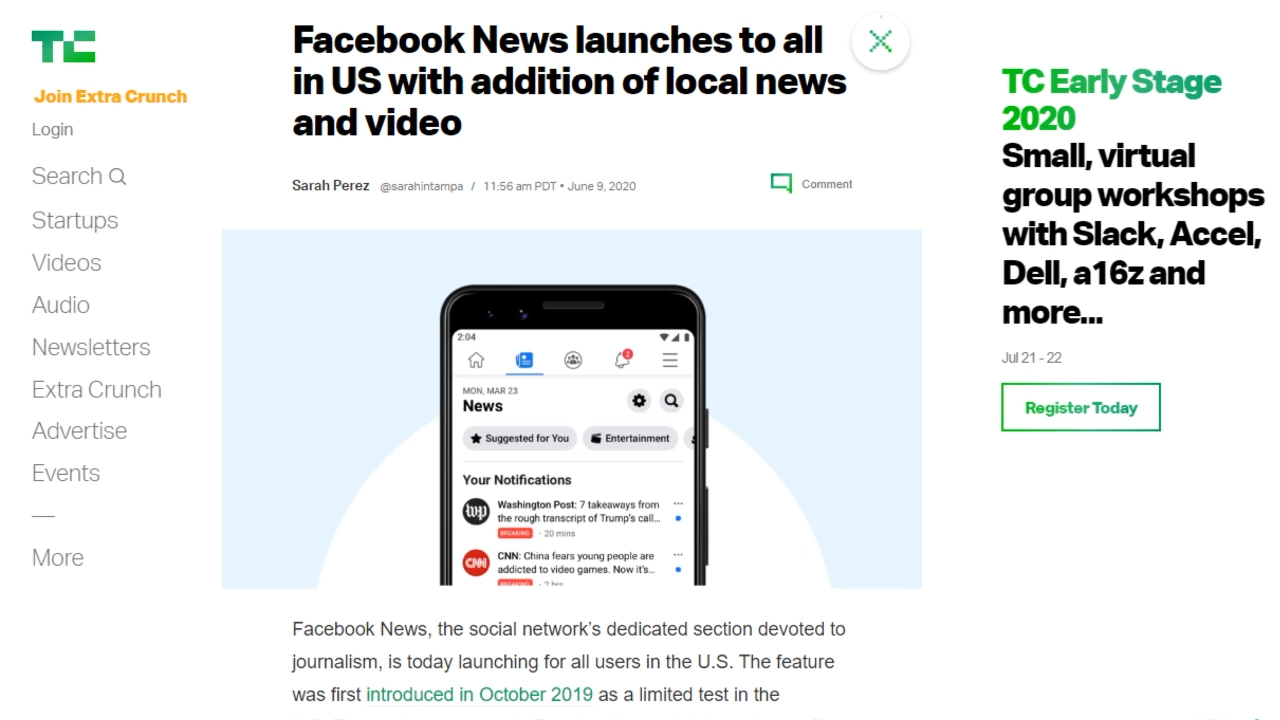 TC
Join Extra Crunch
Login
Search
Startups
Videos
Audio
Newsletters
Extra Crunch
Advertise
Events
—
More
Facebook News launches to all
in US with addition of local news
and video
Sarah Perez @sarahintampa / 11:56 am PDT • June 9, 2020
Comment
2:04
2
MON, MAR 23
News
Suggested for You
Entertainment
Your Notifications
wp
Washington Post: 7 takeaways from
the rough transcript of Trump's call...
BREAKING · 20 mins
CNN
CNN: China fears young people are
addicted to video games. Now it's...
BREAKING · 2 hrs
Facebook News, the social network's dedicated section devoted to
journalism, is today launching for all users in the U.S. The feature
was first introduced in October 2019 as a limited test in the
TC Early Stage
2020
Small, virtual
group workshops
with Slack, Accel,
Dell, a16z and
more...
Jul 21 - 22
Register Today